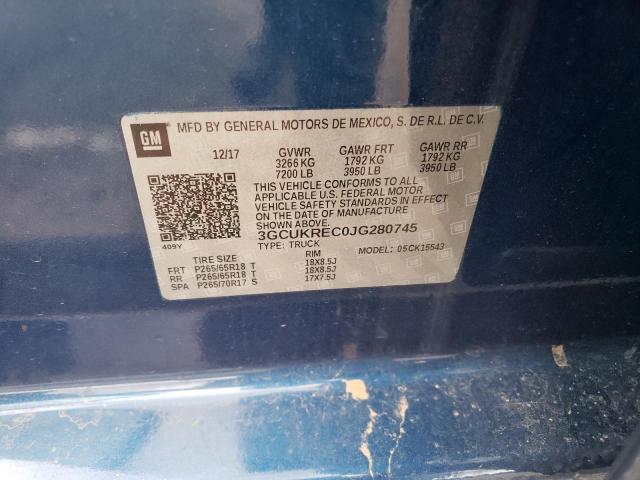 GM
MFD BY GENERAL MOTORS DE MEXICO, S. DE R.L. DE C.V.
12/17 GVWR GAWR FRT GAWR RR
3266 KG 1792 KG 1792 KG
7200 LB 3950 LB 3950 LB
THIS VEHICLE CONFORMS TO ALL
APPLICABLE U.S. FEDERAL MOTOR
VEHICLE SAFETY STANDARDS IN EFFECT
ON THE DATE OF MANUFACTURE SHOWN ABOVE.
3GCUKREC0JG280745
409Y
TYPE: TRUCK MODEL: 05CK15543
TIRE SIZE RIM
FRT P265/65R18 T 18X8.5J
RR P265/65R18 T 18X8.5J
SPA P265/70R17 S 17X7.5J